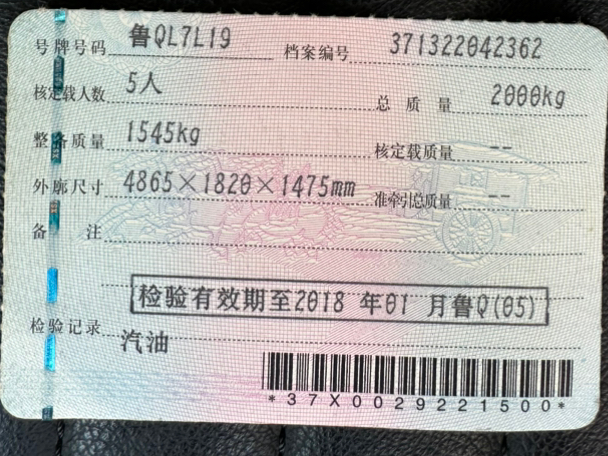 号牌号码 鲁QL7L19 档案编号 371322042362
核定载人数 5人 总 质 量 2000kg
整备质量 1545kg 核定载质量 --
外廓尺寸 4865×1820×1475mm 准牵引总质量 --
备 注
检验有效期至2018 年01 月鲁Q(05)
检验记录
汽油
*37X0029221500*